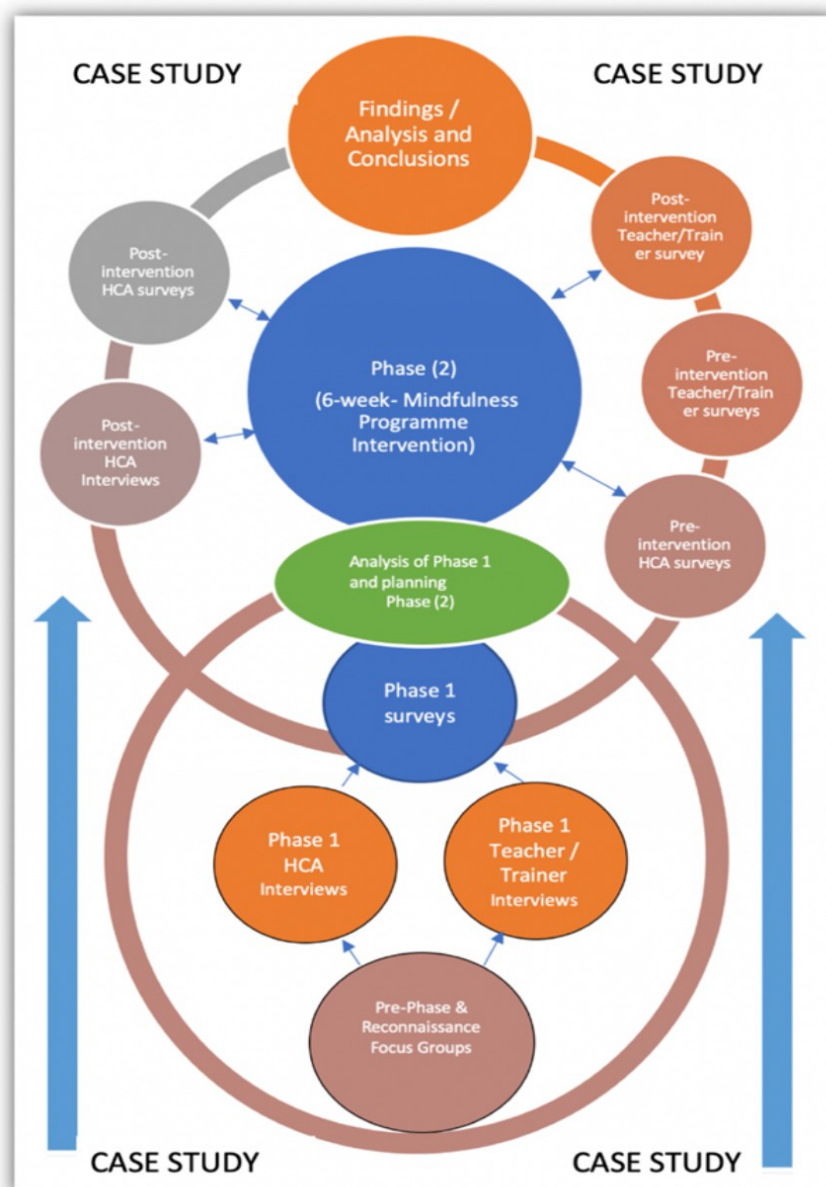 CASE STUDY
CASE STUDY
Findings /
Analysis and
Conclusions
Post-
intervention
HCA surveys
Post-
intervention
Teacher/Train
er survey
Phase (2)
(6-week- Mindfulness
Programme
Intervention)
Pre-
intervention
Teacher/Train
er surveys
Post-
intervention
HCA
Interviews
Pre-
intervention
HCA surveys
Analysis of Phase 1
and planning
Phase (2)
Phase 1
surveys
Phase 1
HCA
Interviews
Phase 1
Teacher /
Trainer
Interviews
Pre-Phase &
Reconnaissance
Focus Groups
CASE STUDY
CASE STUDY